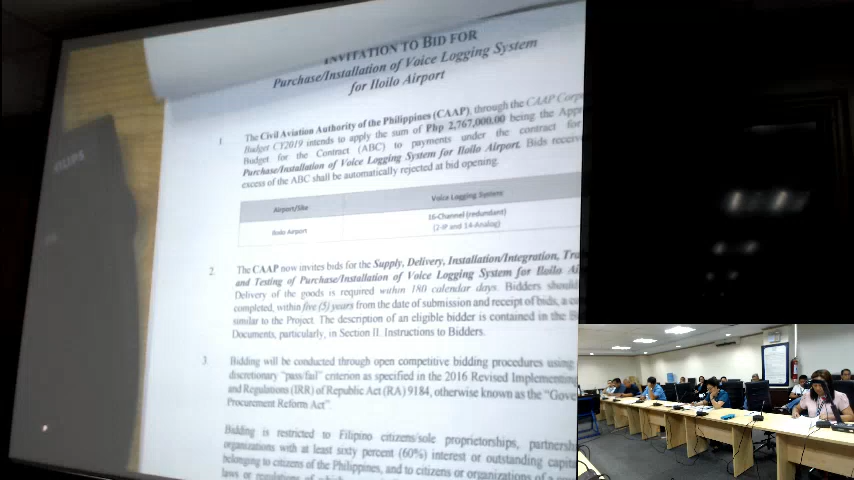 INVITATION TO BID FOR
Purchase/Installation of Voice Logging System
for Iloilo Airport
1. The Civil Aviation Authority of the Philippines (CAAP), through the CAAP
Budget CY2019 intends to apply the sum of Php 2,767,000.00 being the
Budget for the Contract (ABC) to payments under the contract for
Purchase/Installation of Voice Logging System for Iloilo Airport. Bids
excess of the ABC shall be automatically rejected at bid opening.
Airport/Site Voice Logging System
Iloilo Airport 16-Channel (redundant)
(2-IP and 14-Analog)
2. The CAAP now invites bids for the Supply, Delivery, Installation/Integration,
and Testing of Purchase/Installation of Voice Logging System for Iloilo
Delivery of the goods is required within 180 calendar days. Bidders should
completed, within five (5) years from the date of submission and receipt of bids, a
similar to the Project. The description of an eligible bidder is contained in the
Documents, particularly, in Section II. Instructions to Bidders.
3. Bidding will be conducted through open competitive bidding procedures using
discretionary "pass/fail" criterion as specified in the 2016 Revised
and Regulations (IRR) of Republic Act (RA) 9184, otherwise known as the
Procurement Reform Act".
Bidding is restricted to Filipino citizens/sole proprietorships,
organizations with at least sixty percent (60%) interest or outstanding
belonging to citizens of the Philippines, and to citizens or organizations of a